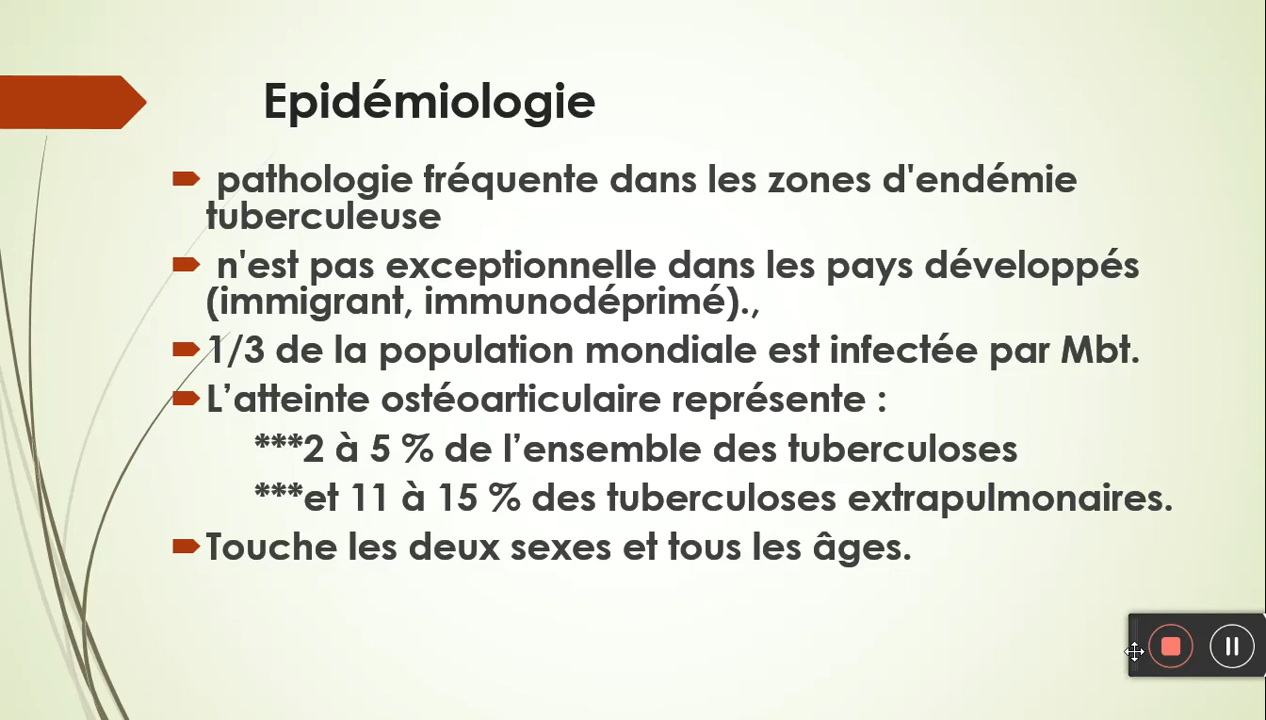 Epidémiologie
pathologie fréquente dans les zones d'endémie
tuberculeuse
n'est pas exceptionnelle dans les pays développés
(immigrant, immunodéprimé).,
1/3 de la population mondiale est infectée par Mbt.
L’atteinte ostéoarticulaire représente :
***2 à 5 % de l’ensemble des tuberculoses
***et 11 à 15 % des tuberculoses extrapulmonaires.
Touche les deux sexes et tous les âges.